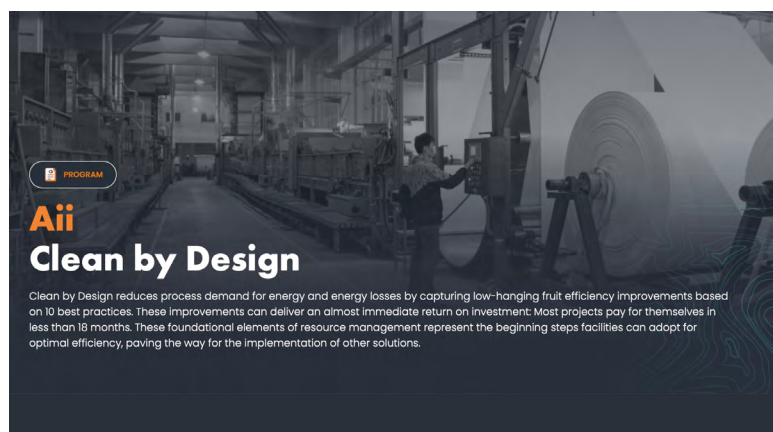 PROGRAM
Aii
Clean by Design
Clean by Design reduces process demand for energy and energy losses by capturing low-hanging fruit efficiency improvements based
on 10 best practices. These improvements can deliver an almost immediate return on investment: Most projects pay for themselves in
less than 18 months. These foundational elements of resource management represent the beginning steps facilities can adopt for
optimal efficiency, paving the way for the implementation of other solutions.